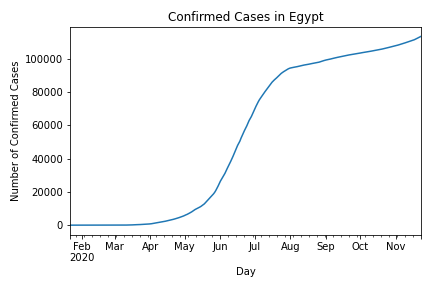 Confirmed Cases in Egypt
Number of Confirmed Cases
100000
80000
60000
40000
20000
0
Feb Mar Apr May Jun Jul Aug Sep Oct Nov
2020
Day